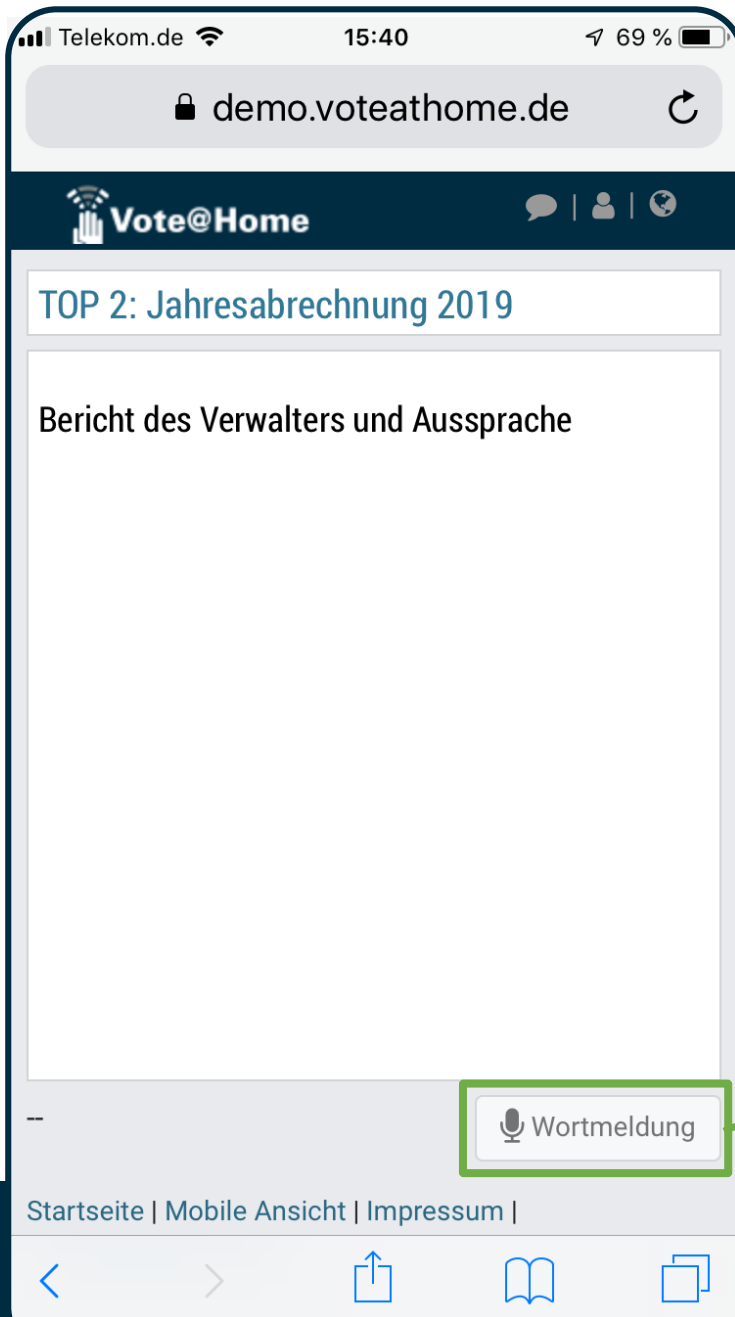 Telekom.de 15:40 69 %
demo.voteathome.de
Vote@Home | |
TOP 2: Jahresabrechnung 2019
Bericht des Verwalters und Aussprache
--
Wortmeldung
Startseite | Mobile Ansicht | Impressum |